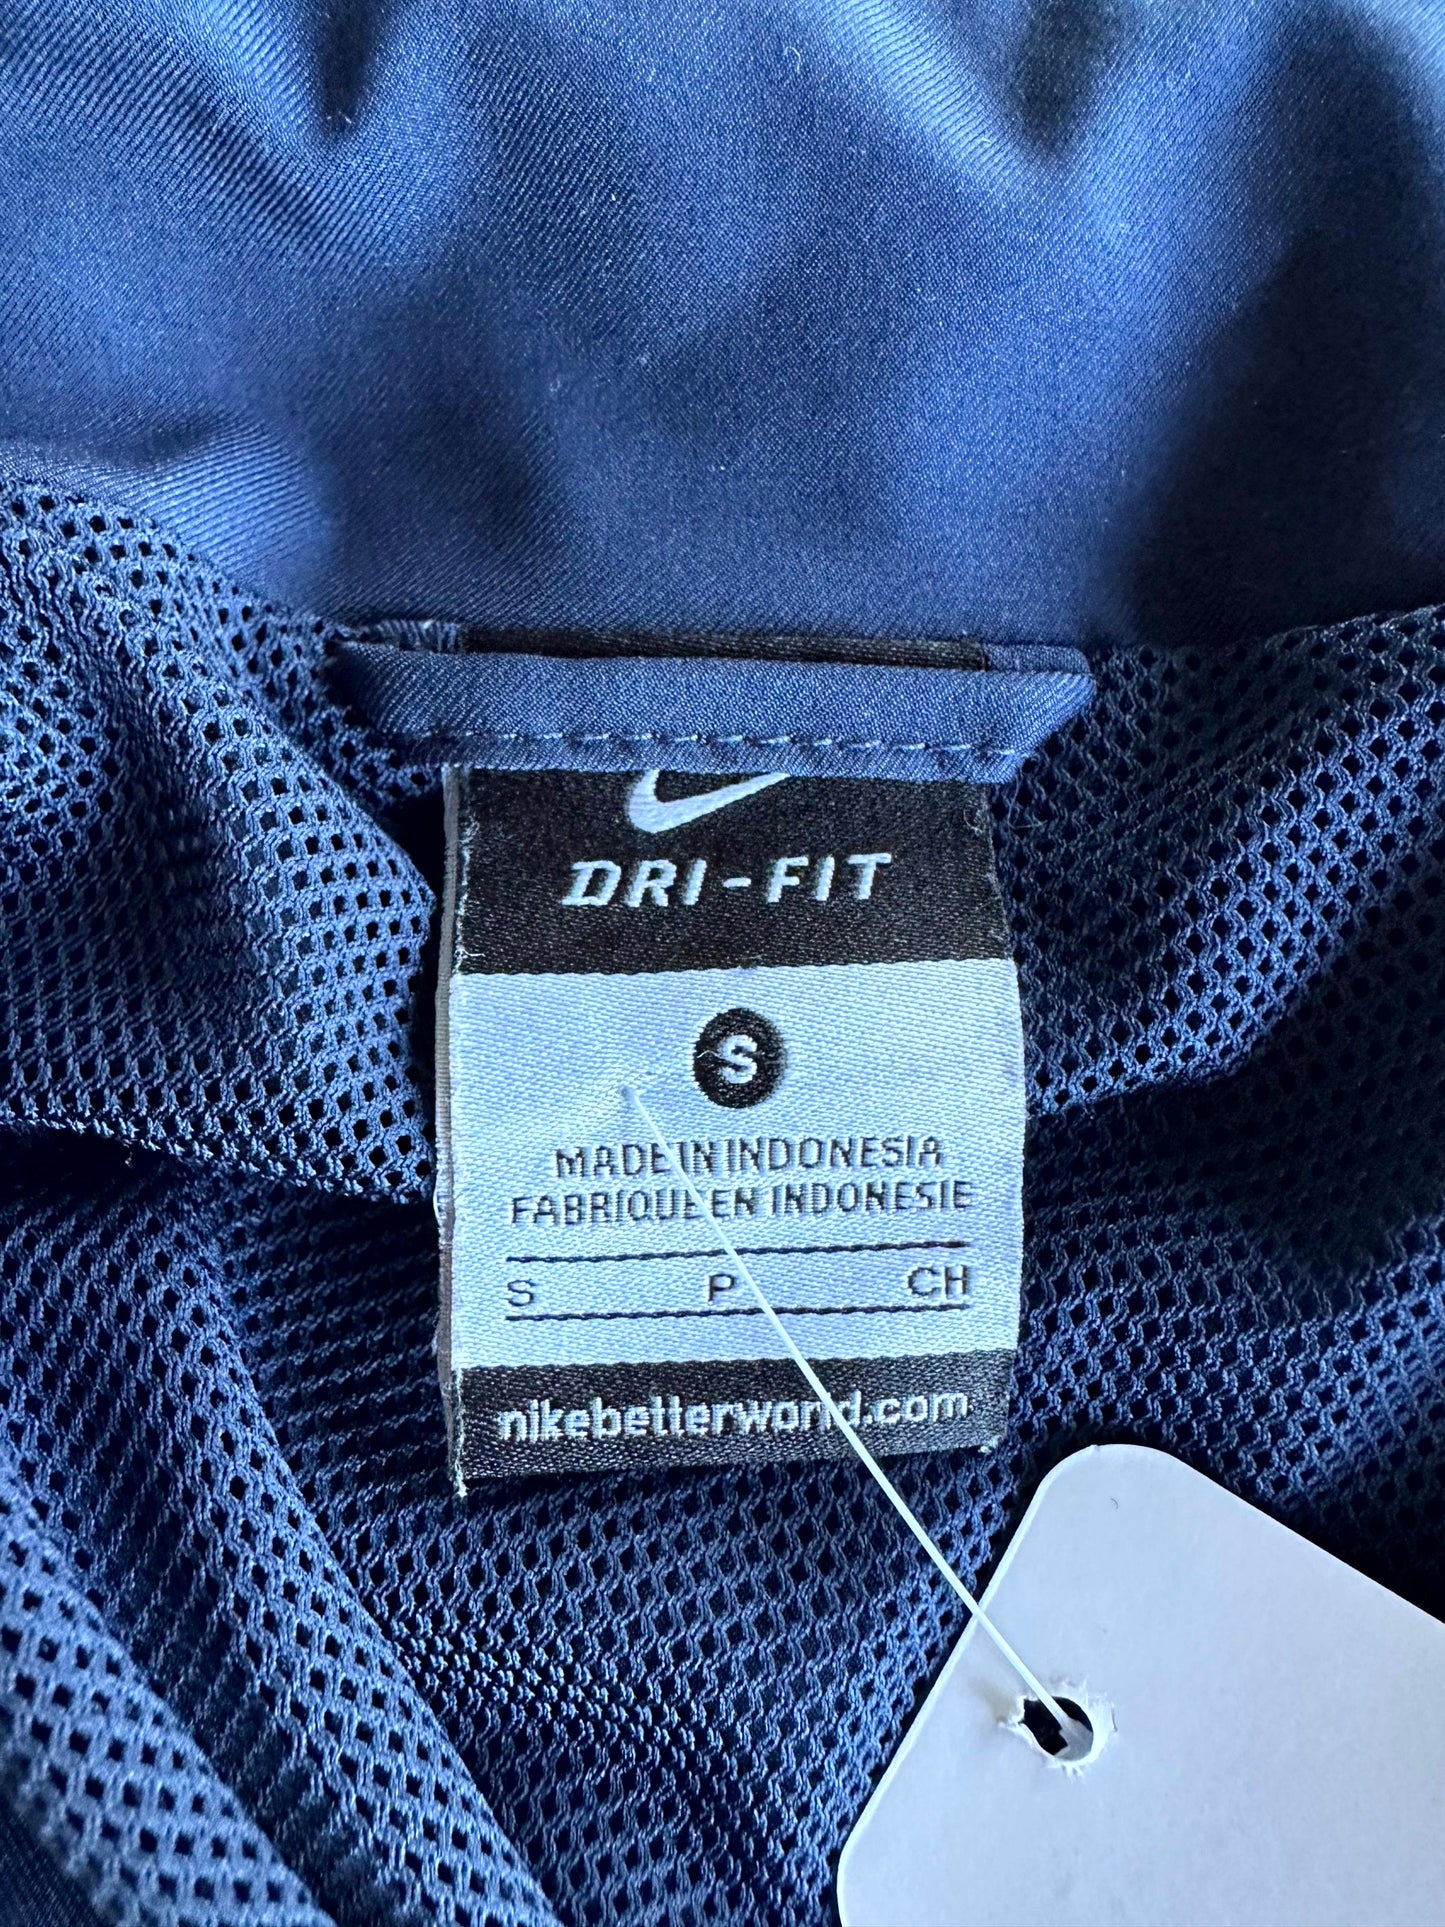 DRI-FIT
S
MADE IN INDONESIA
FABRIQUE EN INDONESIE
S P CH
nikebetterworld.com